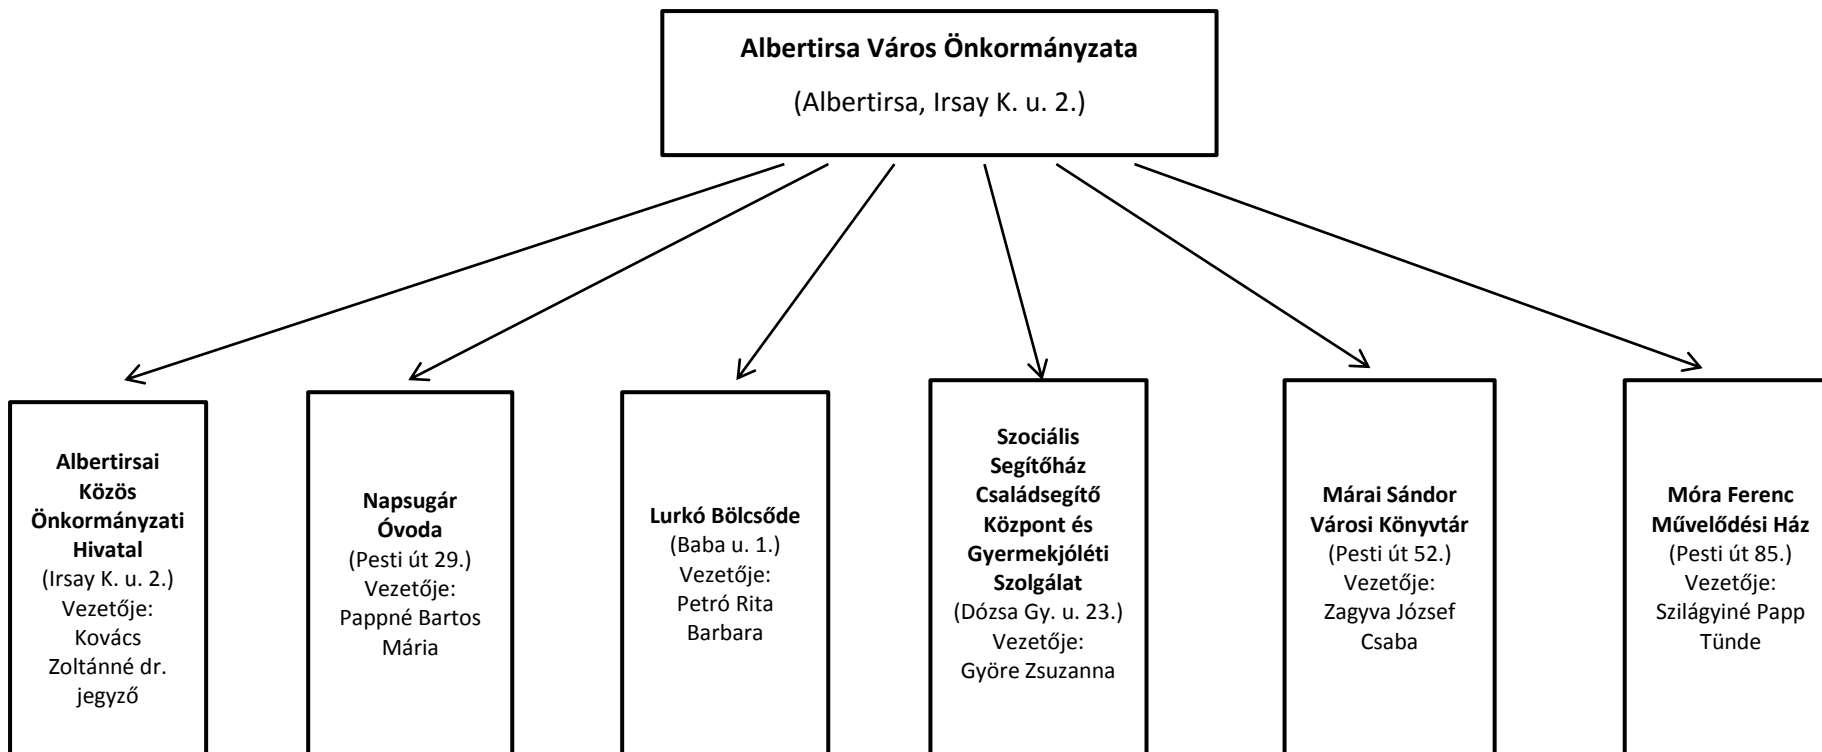 Albertirsa Város Önkormányzata
(Albertirsa, Irsay K. u. 2.)
Albertirsai
Közös
Önkormányzati
Hivatal
(Irsay K. u. 2.)
Vezetője:
Kovács
Zoltánné dr.
jegyző
Napsugár
Óvoda
(Pesti út 29.)
Vezetője:
Pappné Bartos
Mária
Lurkó Bölcsőde
(Baba u. 1.)
Vezetője:
Petró Rita
Barbara
Szociális
Segítőház
Családsegítő
Központ és
Gyermekjóléti
Szolgálat
(Dózsa Gy. u. 23.)
Vezetője:
Györe Zsuzanna
Márai Sándor
Városi Könyvtár
(Pesti út 52.)
Vezetője:
Zagyva József
Csaba
Móra Ferenc
Művelődési Ház
(Pesti út 85.)
Vezetője:
Szilágyiné Papp
Tünde